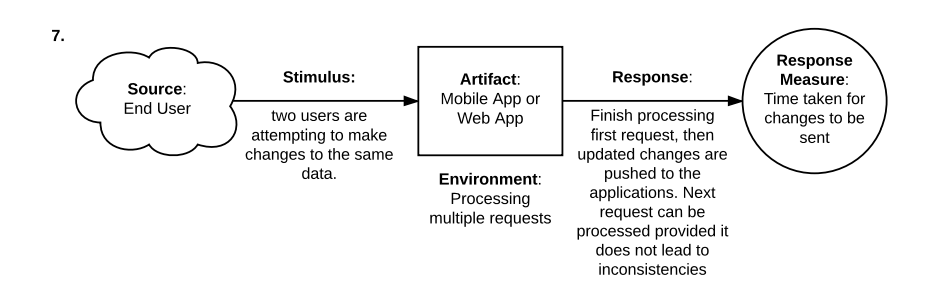 7.
Source:
End User
Stimulus:
two users are
attempting to make
changes to the same
data.
Artifact:
Mobile App or
Web App
Environment:
Processing
multiple requests
Response:
Finish processing
first request, then
updated changes are
pushed to the
applications. Next
request can be
processed provided it
does not lead to
inconsistencies
Response
Measure:
Time taken for
changes to be
sent